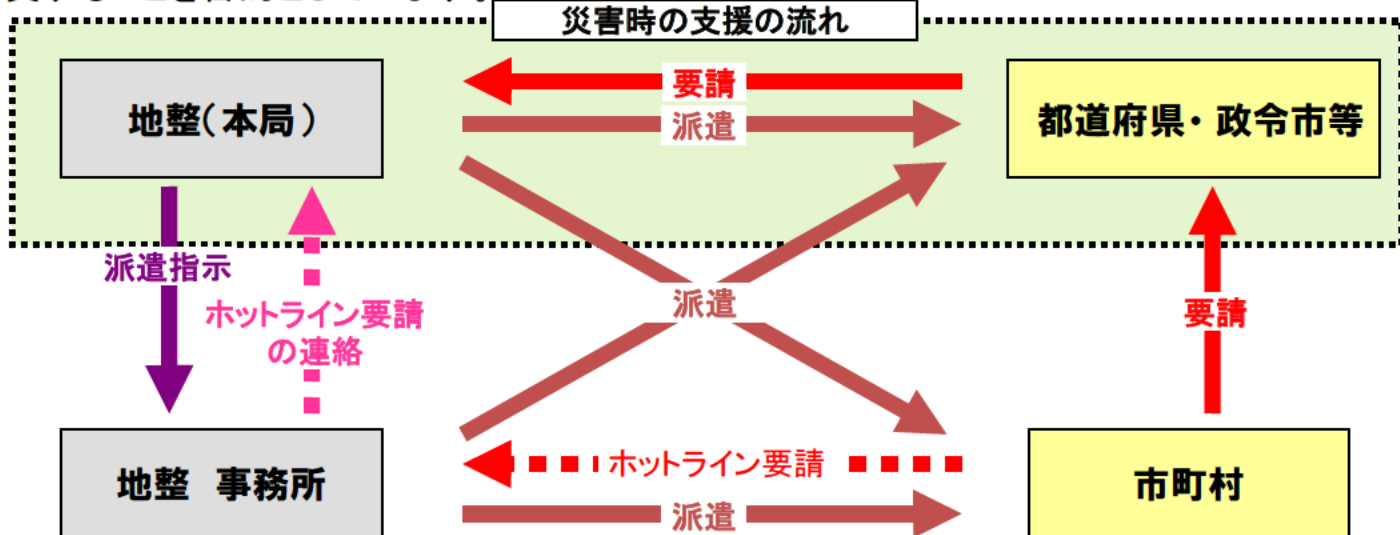 災害時の支援の流れ
地整(本局)
要請
派遣
都道府県・政令市等
派遣指示
ホットライン要請
の連絡
派遣
要請
地整 事務所
ホットライン要請
派遣
市町村